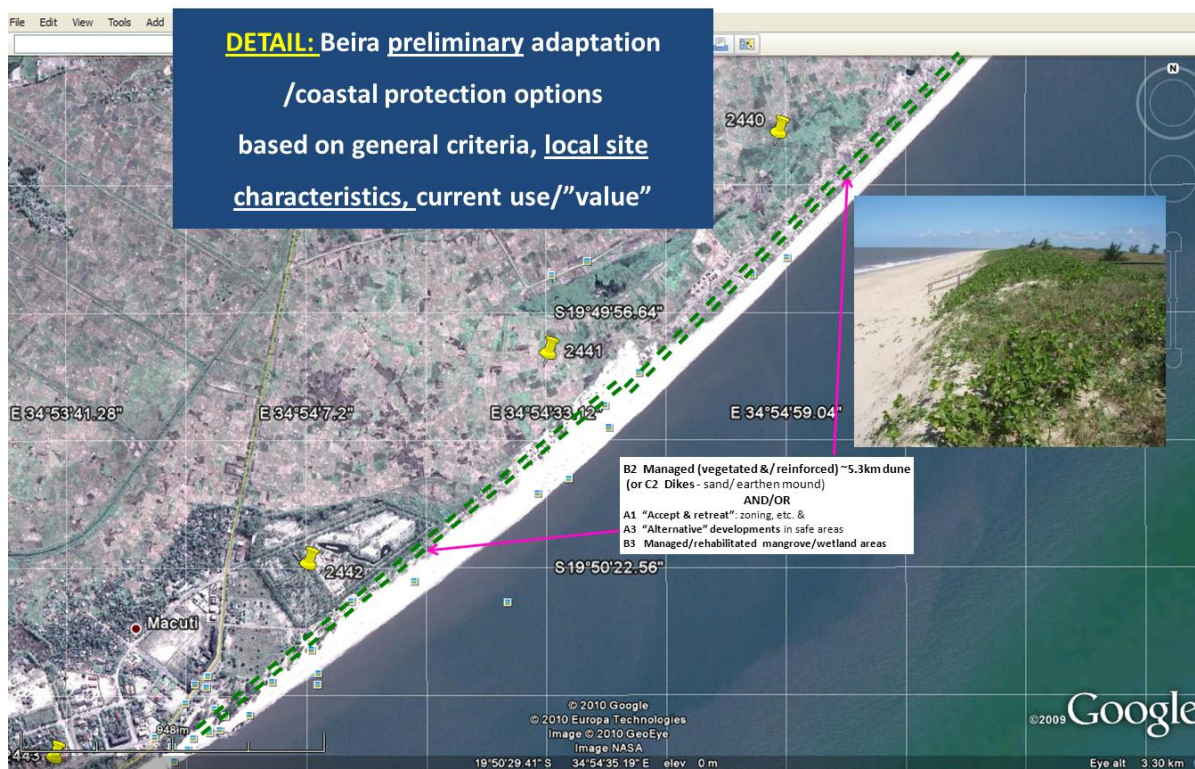 File Edit View Tools Add
DETAIL: Beira preliminary adaptation
/coastal protection options
based on general criteria, local site
characteristics, current use/"value"
N
2440
S 19°49'56.64"
2441
E 34°53'41.28"
E 34°54'7.2"
E 34°54'33.12"
E 34°54'59.04"
B2 Managed (vegetated &/ reinforced) ~5.3km dune
(or C2 Dikes - sand/ earthen mound)
AND/OR
A1 "Accept & retreat": zoning, etc. &
A3 "Alternative" developments in safe areas
B3 Managed/rehabilitated mangrove/wetland areas
S 19°50'22.56"
2442
Macuti
948 m
2443
© 2010 Google
© 2010 Europa Technologies
Image © 2010 GeoEye
Image NASA
©2009 Google
19°50'29.41" S 34°54'35.19" E elev 0 m
Eye alt 3.30 km